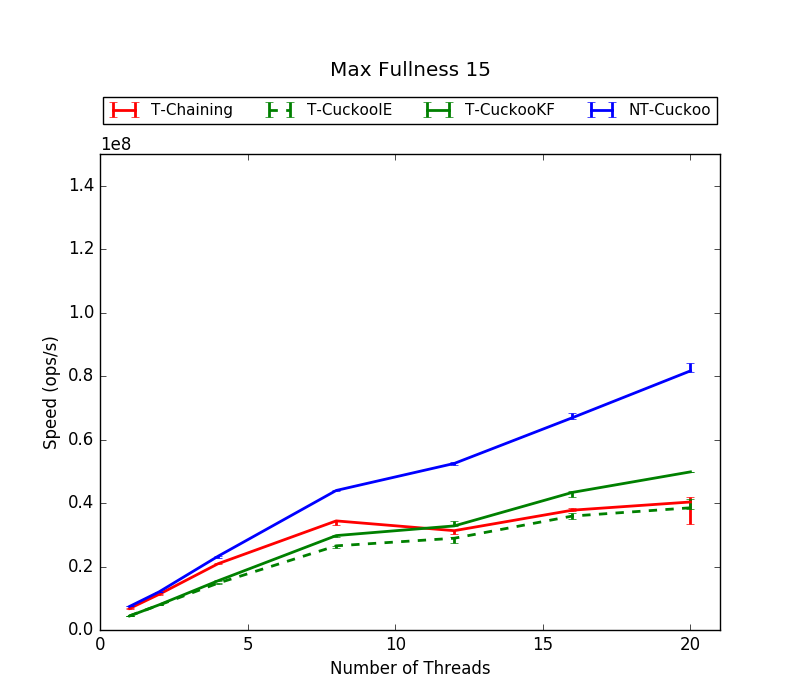 Max Fullness 15
T-Chaining T-CuckooIE T-CuckooKF NT-Cuckoo
1e8
1.4
1.2
1.0
0.8
0.6
0.4
0.2
0.0
Speed (ops/s)
0 5 10 15 20
Number of Threads